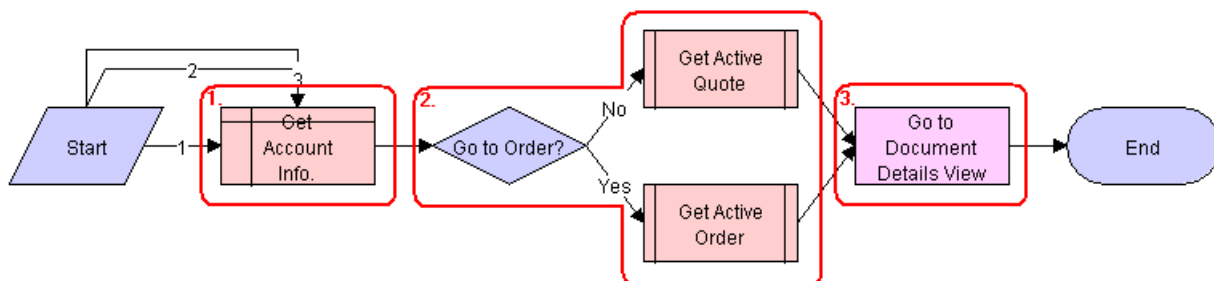 2
3
1.
2.
3.
Start
1
Get
Account
Info.
Go to Order?
No
Yes
Get Active
Quote
Get Active
Order
Go to
Document
Details View
End